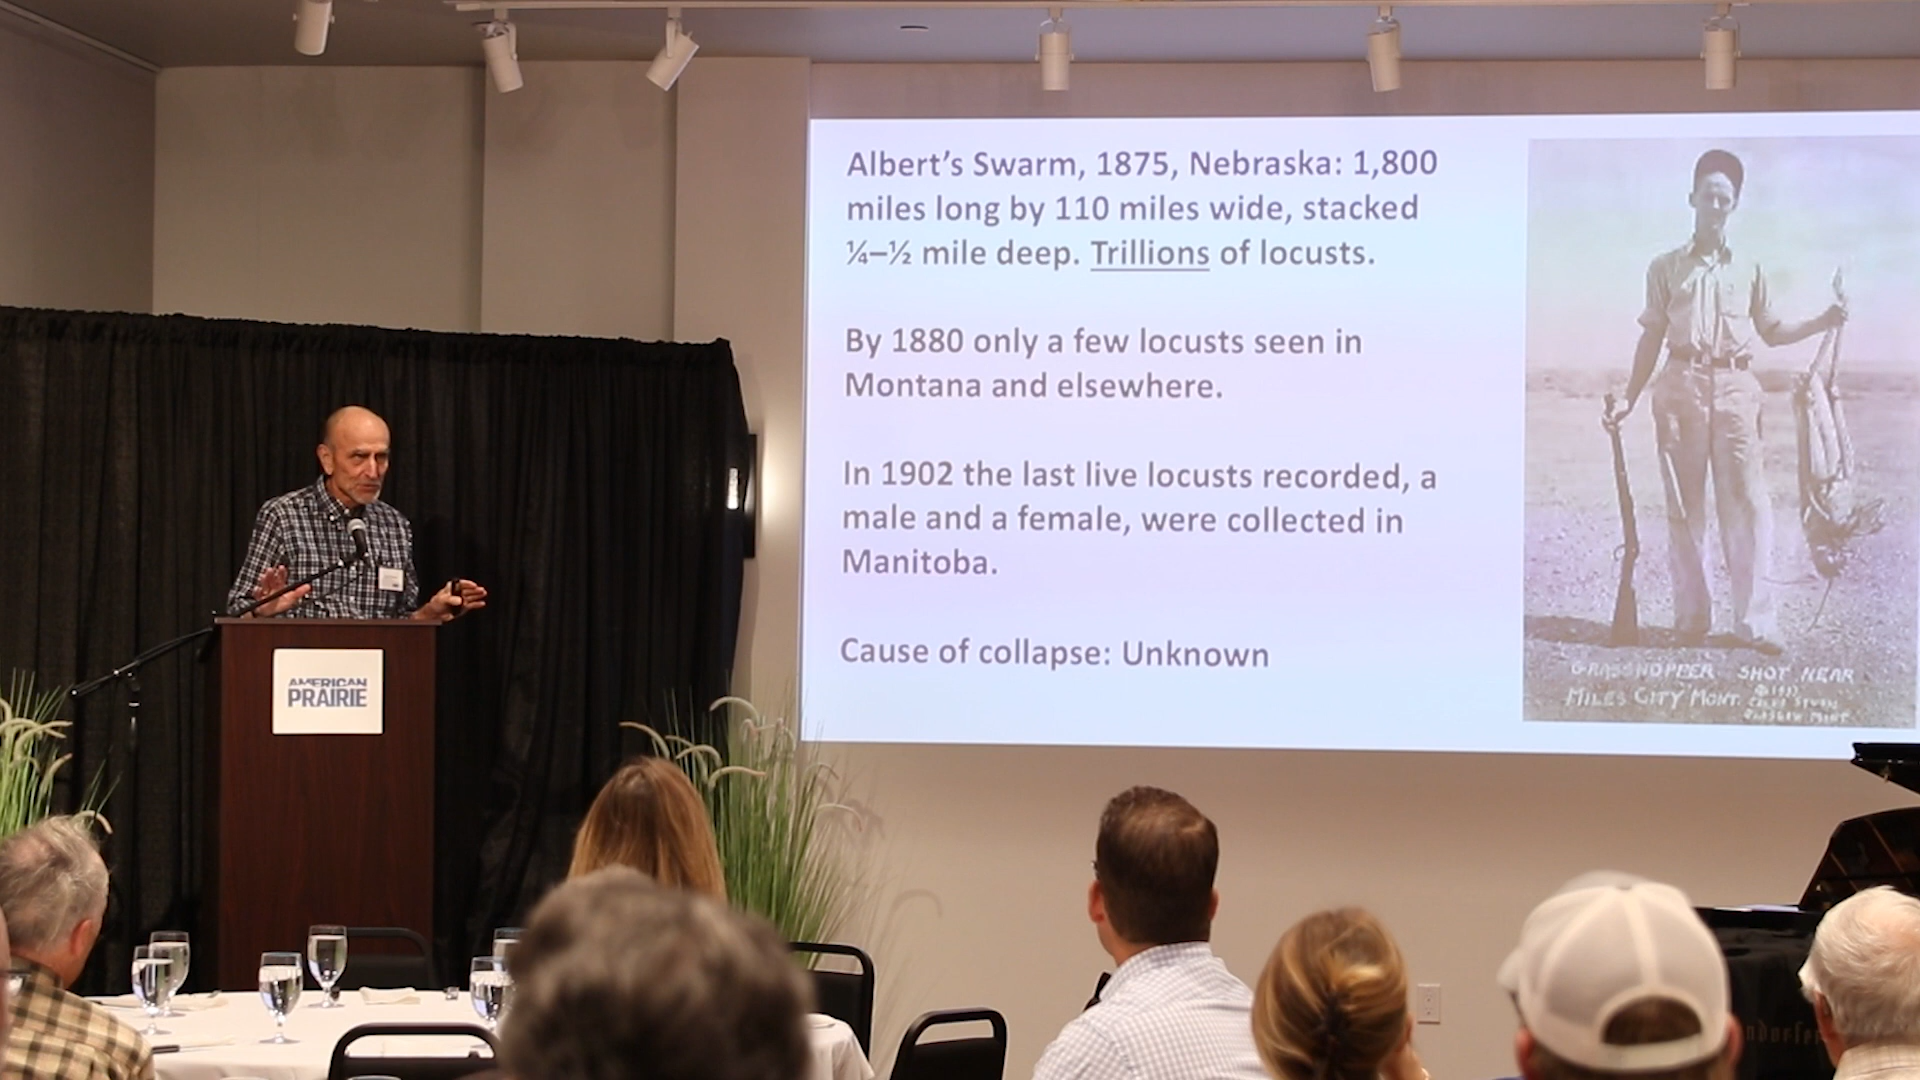 Albert's Swarm, 1875, Nebraska: 1,800
miles long by 110 miles wide, stacked
¼–½ mile deep. Trillions of locusts.
By 1880 only a few locusts seen in
Montana and elsewhere.
In 1902 the last live locusts recorded, a
male and a female, were collected in
Manitoba.
Cause of collapse: Unknown
GRASSHOPPER SHOT NEAR
MILES CITY MONT.
AMERICAN
PRAIRIE